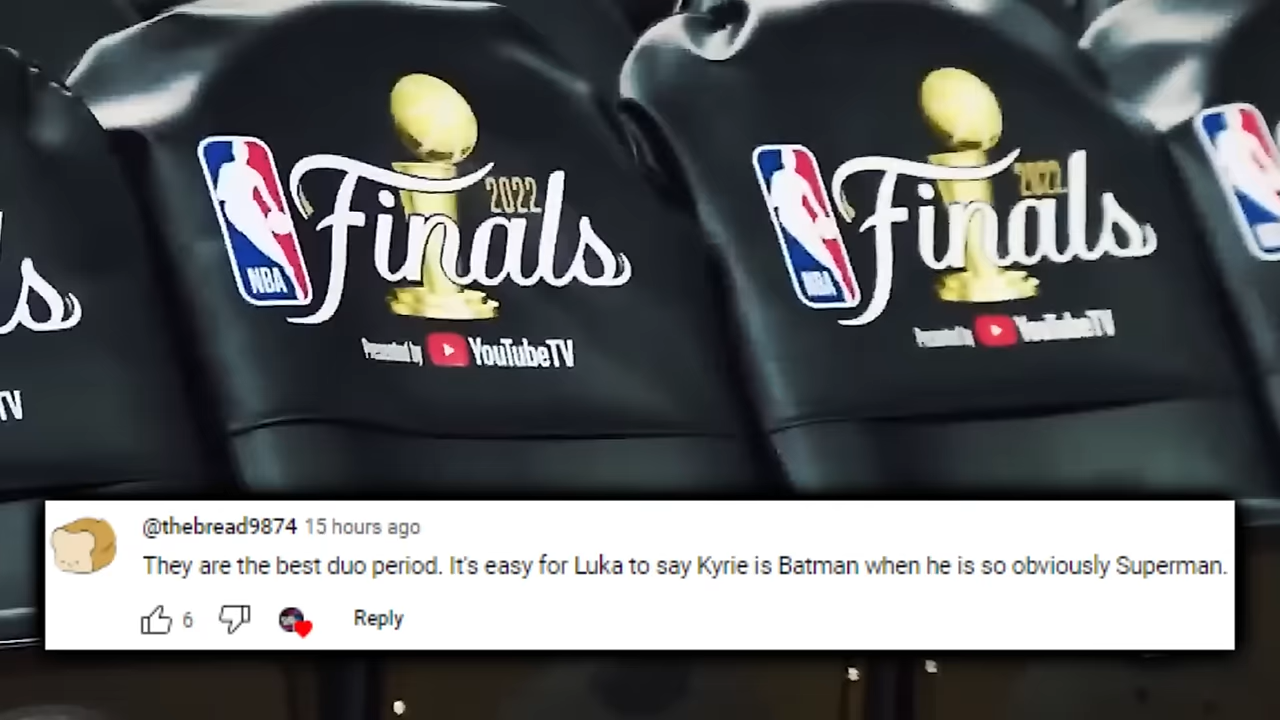 2022
Finals
NBA
Presented by YouTubeTV
2022
Finals
NBA
Presented by YouTubeTV
ls
TV
@thebread9874 15 hours ago
They are the best duo period. It's easy for Luka to say Kyrie is Batman when he is so obviously Superman.
6
Reply